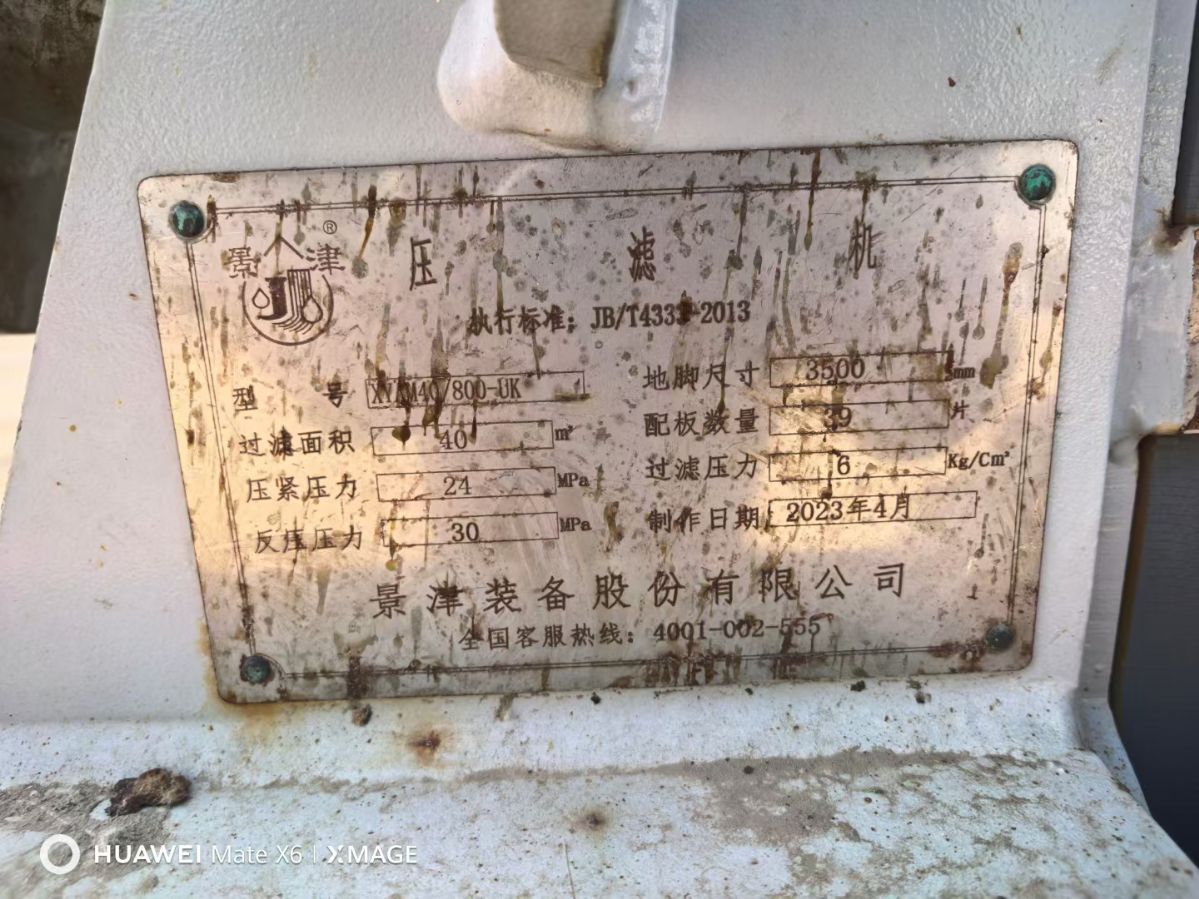 景津®
压滤机
执行标准：JB/T4333-2013
型号 XYZM40/800-UK
地脚尺寸 3500 mm
过滤面积 40 m²
配板数量 39 片
压紧压力 24 MPa
过滤压力 6 Kg/Cm²
反压压力 30 MPa
制作日期 2023年4月
景津装备股份有限公司
全国客服热线：4001-002-555
HUAWEI Mate X6 | XMAGE